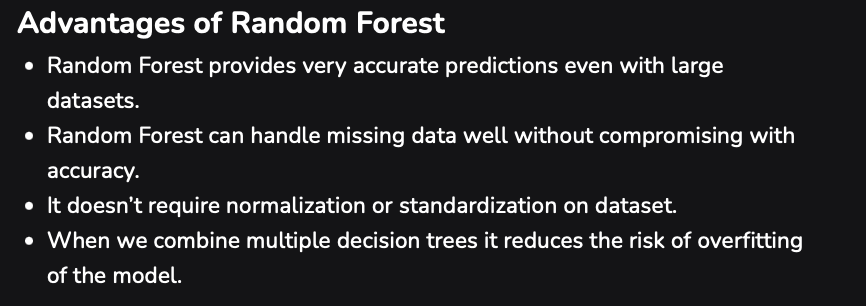 Advantages of Random Forest
• Random Forest provides very accurate predictions even with large
datasets.
• Random Forest can handle missing data well without compromising with
accuracy.
• It doesn’t require normalization or standardization on dataset.
• When we combine multiple decision trees it reduces the risk of overfitting
of the model.